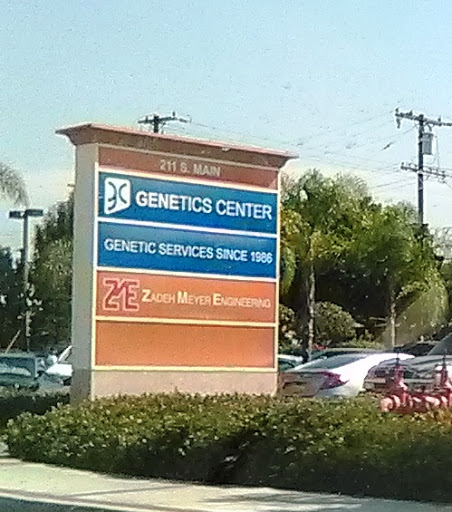 211 S. MAIN
GENETICS CENTER
GENETIC SERVICES SINCE 1986
ZME ZADEH MEYER ENGINEERING